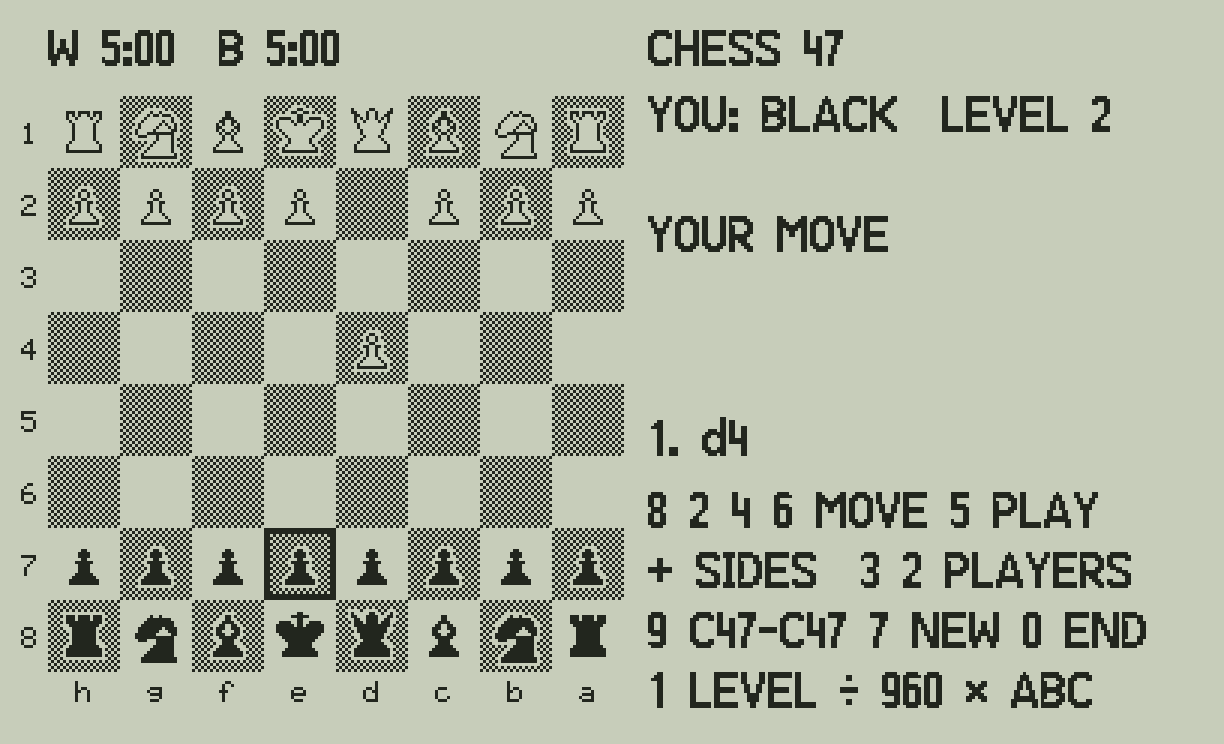 W 5:00 B 5:00
CHESS 47
YOU: BLACK LEVEL 2
YOUR MOVE
1. d4
8 2 4 6 MOVE 5 PLAY
+ SIDES 3 2 PLAYERS
9 C47-C47 7 NEW 0 END
1 LEVEL ÷ 960 × ABC
1
2
3
4
5
6
7
8
h g f e d c b a